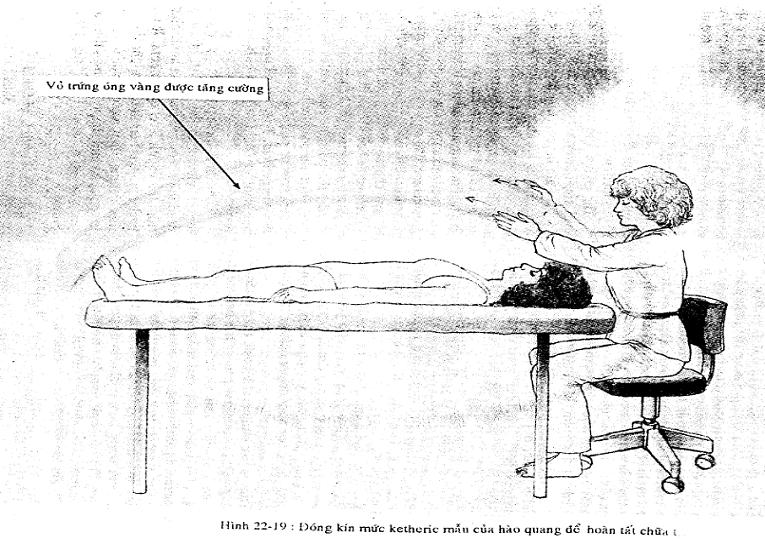 Vỏ trứng óng vàng được tăng cường
Hình 22-19 : Đóng kín mức ketheric mẫu của hào quang để hoàn tất chữa